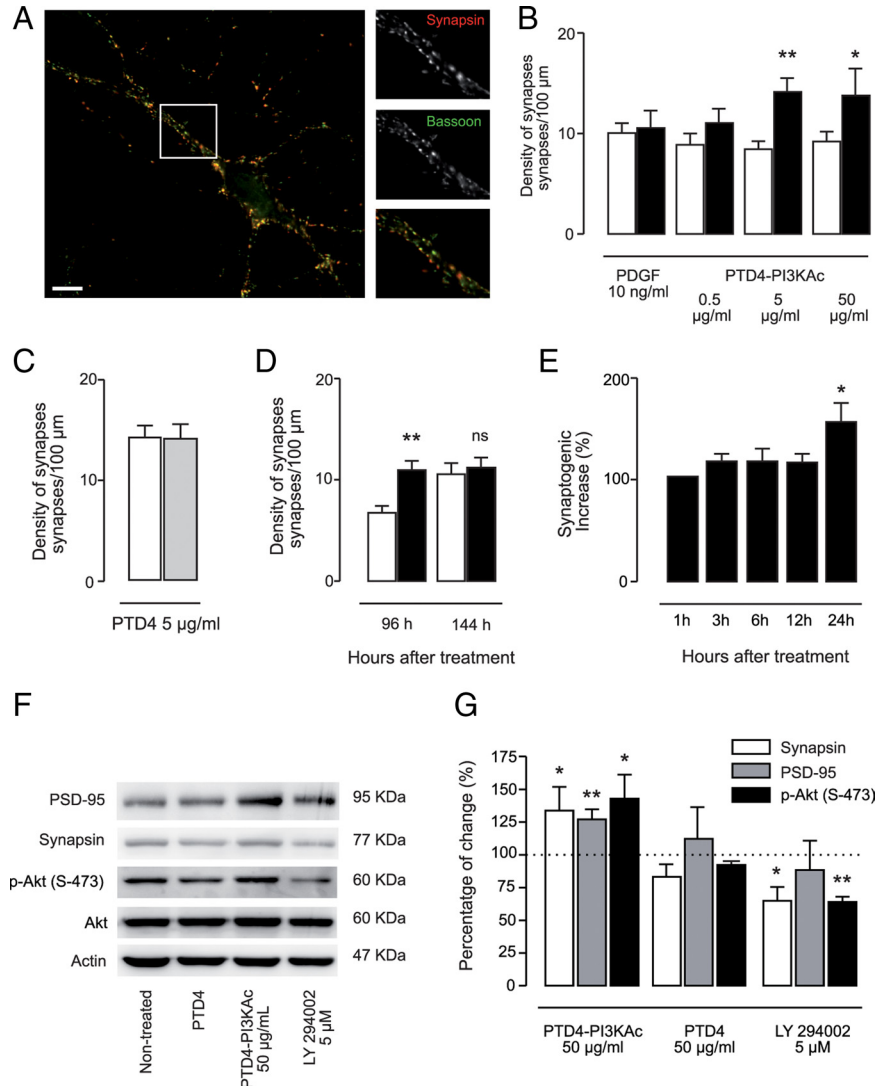 A
Synapsin
Bassoon
B
Density of synapses
synapses/100 µm
20
10
0
** *
PDGF
10 ng/ml
PTD4-PI3KAc
0.5
µg/ml
5
µg/ml
50
µg/ml
C
Density of synapses
synapses/100 µm
20
10
0
PTD4 5 µg/ml
D
Density of synapses
synapses/100 µm
20
10
0
** ns
96 h 144 h
Hours after treatment
E
Synaptogenic
Increase (%)
200
100
0
*
1h 3h 6h 12h 24h
Hours after treatment
F
PSD-95 95 KDa
Synapsin 77 KDa
p-Akt (S-473) 60 KDa
Akt 60 KDa
Actin 47 KDa
Non-treated
PTD4
PTD4-PI3KAc
50 µg/mL
LY 294002
5 µM
G
Percentatge of change (%)
175
150
125
100
75
50
25
0
* ** *
* **
Synapsin
PSD-95
p-Akt (S-473)
PTD4-PI3KAc
50 µg/ml
PTD4
50 µg/ml
LY 294002
5 µM